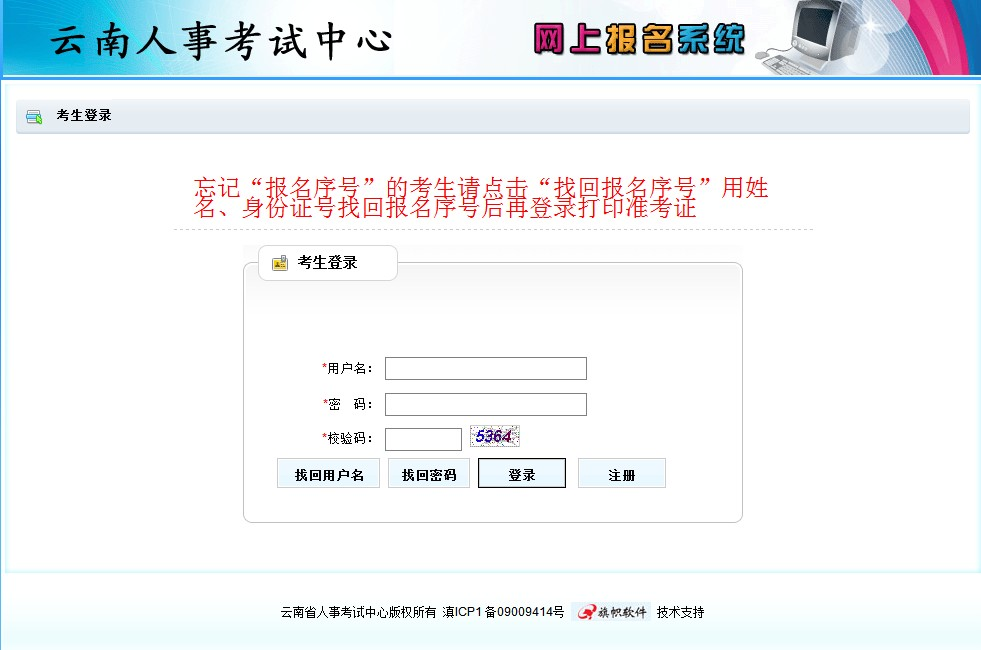 云南人事考试中心
网上报名系统
考生登录
忘记“报名序号”的考生请点击“找回报名序号”用姓
名、身份证号找回报名序号后再登录打印准考证
考生登录
*用户名：
*密 码：
*校验码： 5364
找回用户名 找回密码 登录 注册
云南省人事考试中心版权所有 滇ICP1备09009414号 旗帜软件 技术支持